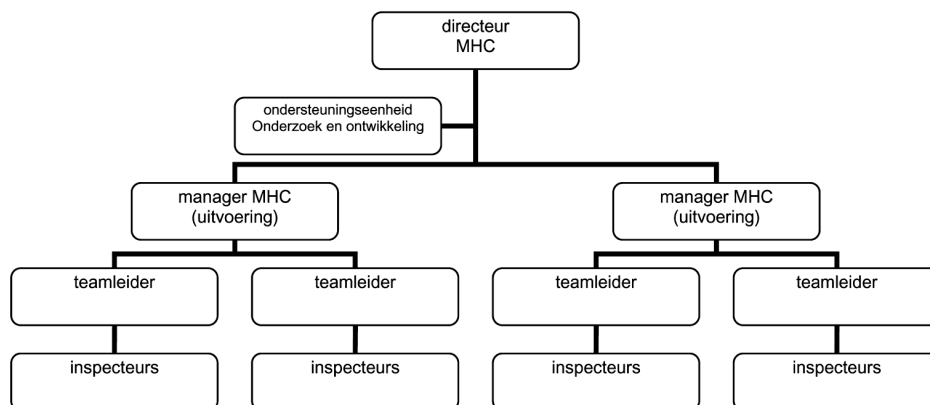 directeur
MHC
ondersteuningseenheid
Onderzoek en ontwikkeling
manager MHC
(uitvoering)
manager MHC
(uitvoering)
teamleider
teamleider
teamleider
teamleider
inspecteurs
inspecteurs
inspecteurs
inspecteurs